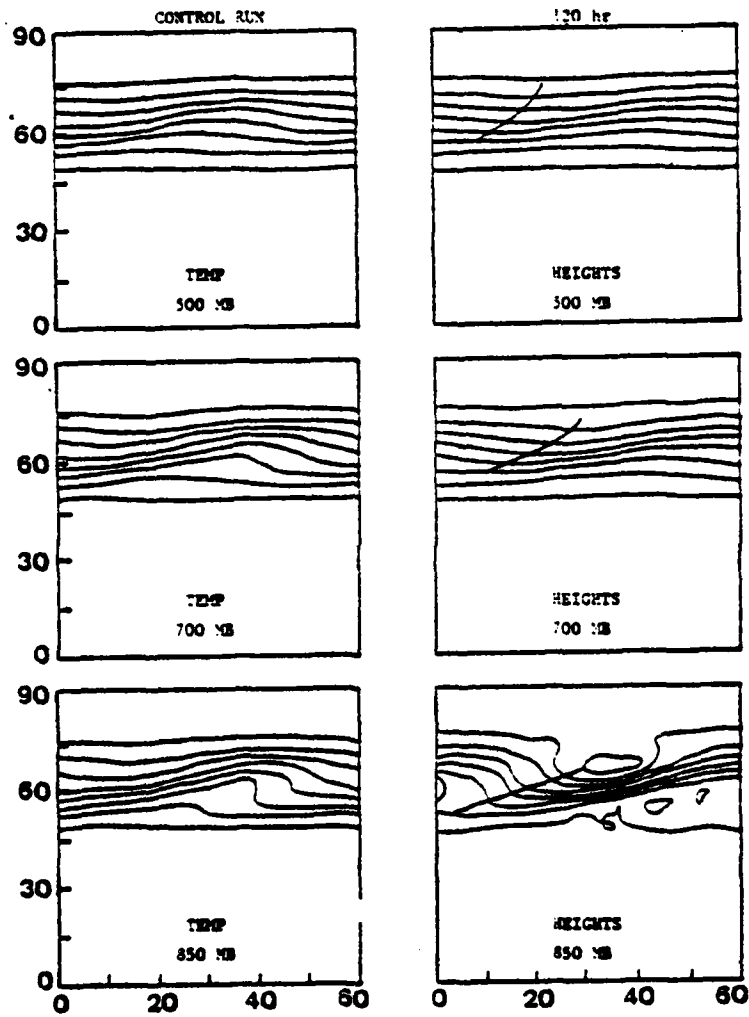 CONTROL RUN
120 hr
90
60
30
0
TEMP
500 MB
HEIGHTS
500 MB
90
60
30
0
TEMP
700 MB
HEIGHTS
700 MB
90
60
30
0
TEMP
850 MB
HEIGHTS
850 MB
0 20 40 60
0 20 40 60